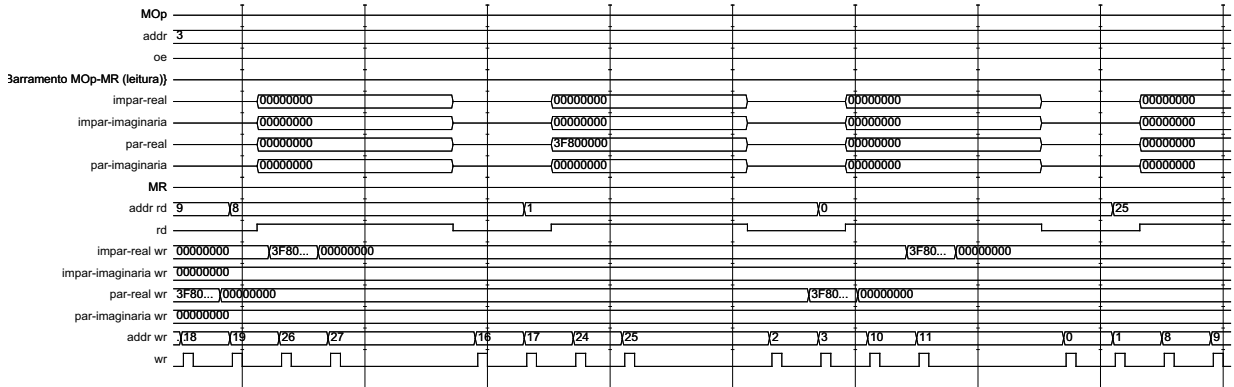 MOp
addr 3
oe
Barramento MOp-MR (leitura)}
impar-real 00000000 00000000 00000000 00000000
impar-imaginaria 00000000 00000000 00000000 00000000
par-real 00000000 3F800000 00000000 00000000
par-imaginaria 00000000 00000000 00000000 00000000
MR
addr rd 9 8 1 0 25
rd
impar-real wr 00000000 3F80... 00000000 3F80... 00000000
impar-imaginaria wr 00000000
par-real wr 3F80... 00000000 3F80... 00000000
par-imaginaria wr 00000000
addr wr . 18 19 26 27 16 17 24 25 2 3 10 11 0 1 8 9
wr